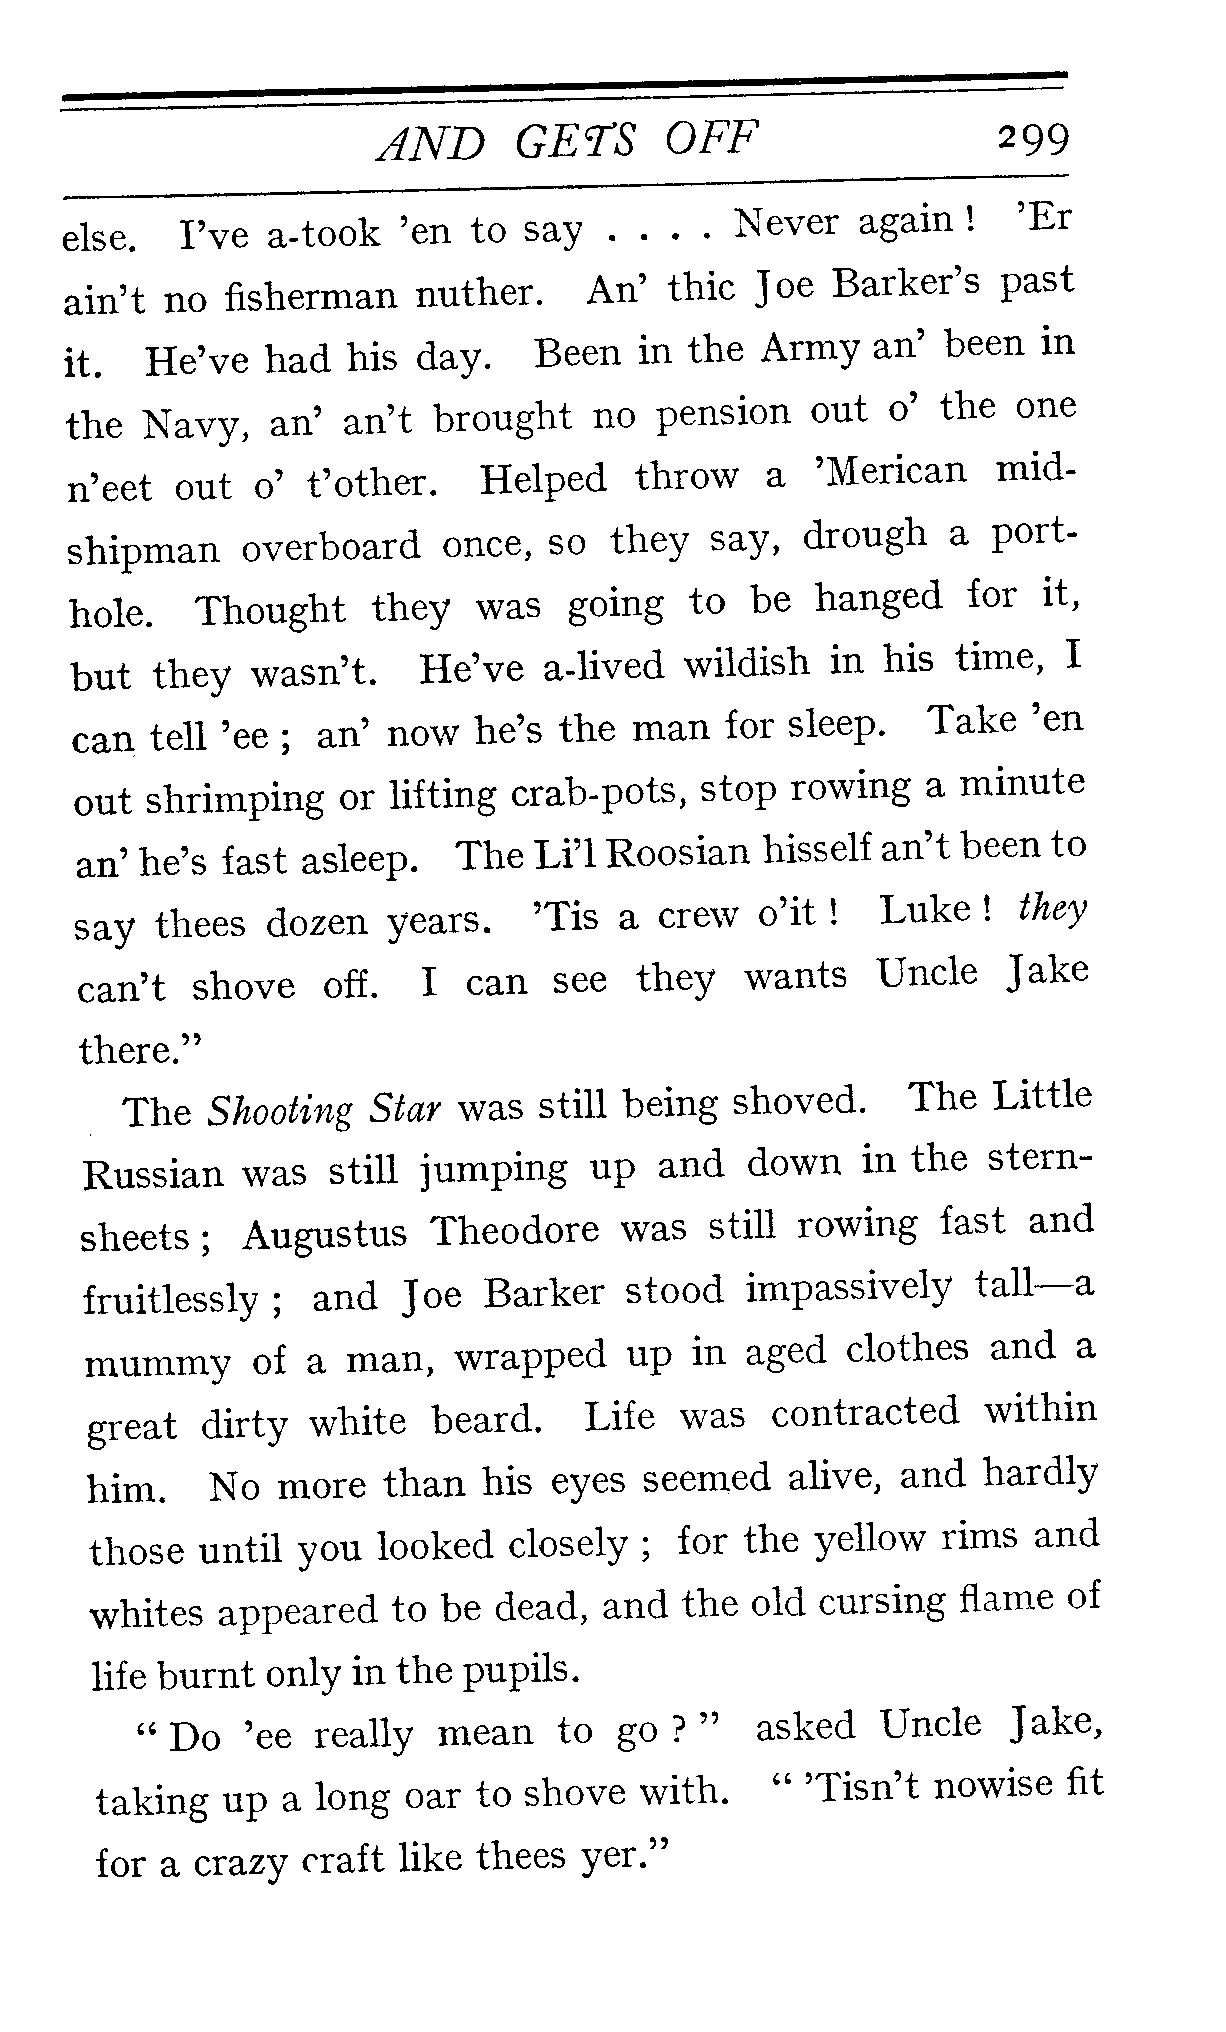 AND GETS OFF 299
else. I've a-took 'en to say . . . . Never again ! 'Er
ain't no fisherman nuther. An' thic Joe Barker's past
it. He've had his day. Been in the Army an' been in
the Navy, an' an't brought no pension out o' the one
n'eet out o' t'other. Helped throw a 'Merican mid-
shipman overboard once, so they say, drough a port-
hole. Thought they was going to be hanged for it,
but they wasn't. He've a-lived wildish in his time, I
can tell 'ee ; an' now he's the man for sleep. Take 'en
out shrimping or lifting crab-pots, stop rowing a minute
an' he's fast asleep. The Li'l Roosian hisself an't been to
say thees dozen years. 'Tis a crew o'it ! Luke ! they
can't shove off. I can see they wants Uncle Jake
there."
The Shooting Star was still being shoved. The Little
Russian was still jumping up and down in the stern-
sheets ; Augustus Theodore was still rowing fast and
fruitlessly ; and Joe Barker stood impassively tall—a
mummy of a man, wrapped up in aged clothes and a
great dirty white beard. Life was contracted within
him. No more than his eyes seemed alive, and hardly
those until you looked closely ; for the yellow rims and
whites appeared to be dead, and the old cursing flame of
life burnt only in the pupils.
" Do 'ee really mean to go ? " asked Uncle Jake,
taking up a long oar to shove with. " 'Tisn't nowise fit
for a crazy craft like thees yer."